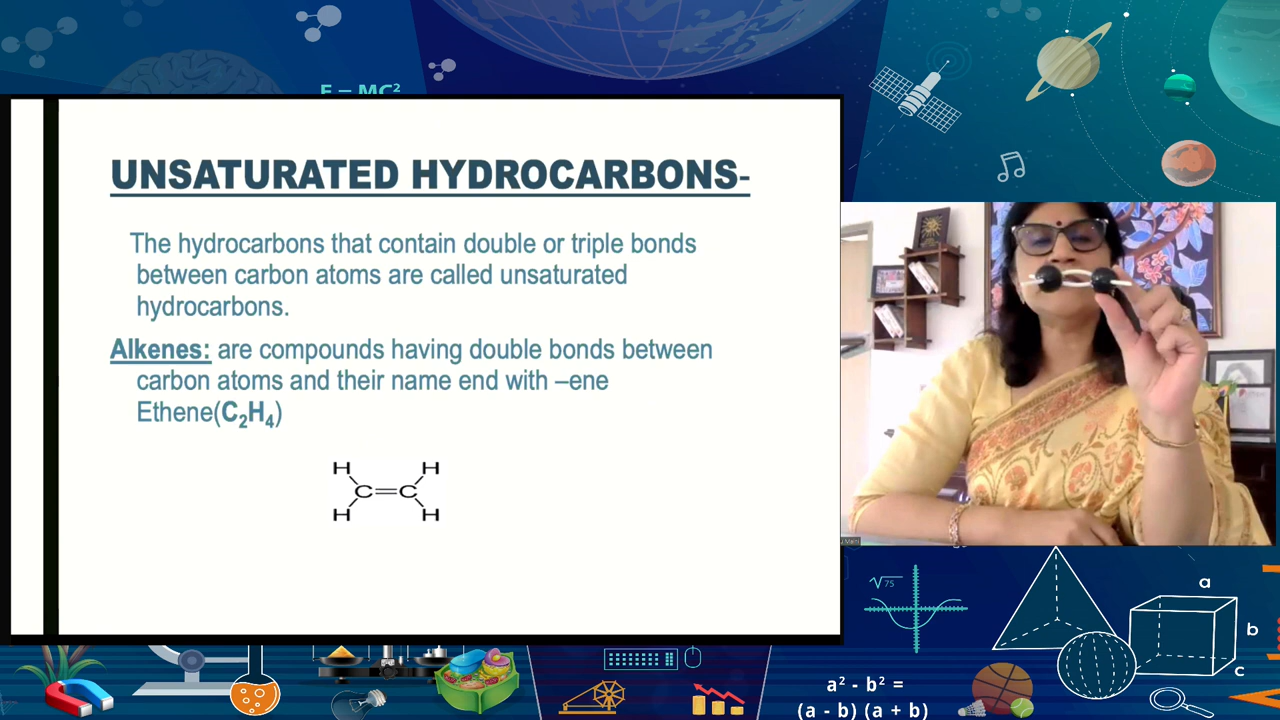 E = MC²
UNSATURATED HYDROCARBONS-
The hydrocarbons that contain double or triple bonds
between carbon atoms are called unsaturated
hydrocarbons.
Alkenes: are compounds having double bonds between
carbon atoms and their name end with –ene
Ethene(C₂H₄)
H H
C=C
H H
√75
a
b
c
a² - b² =
(a - b) (a + b)